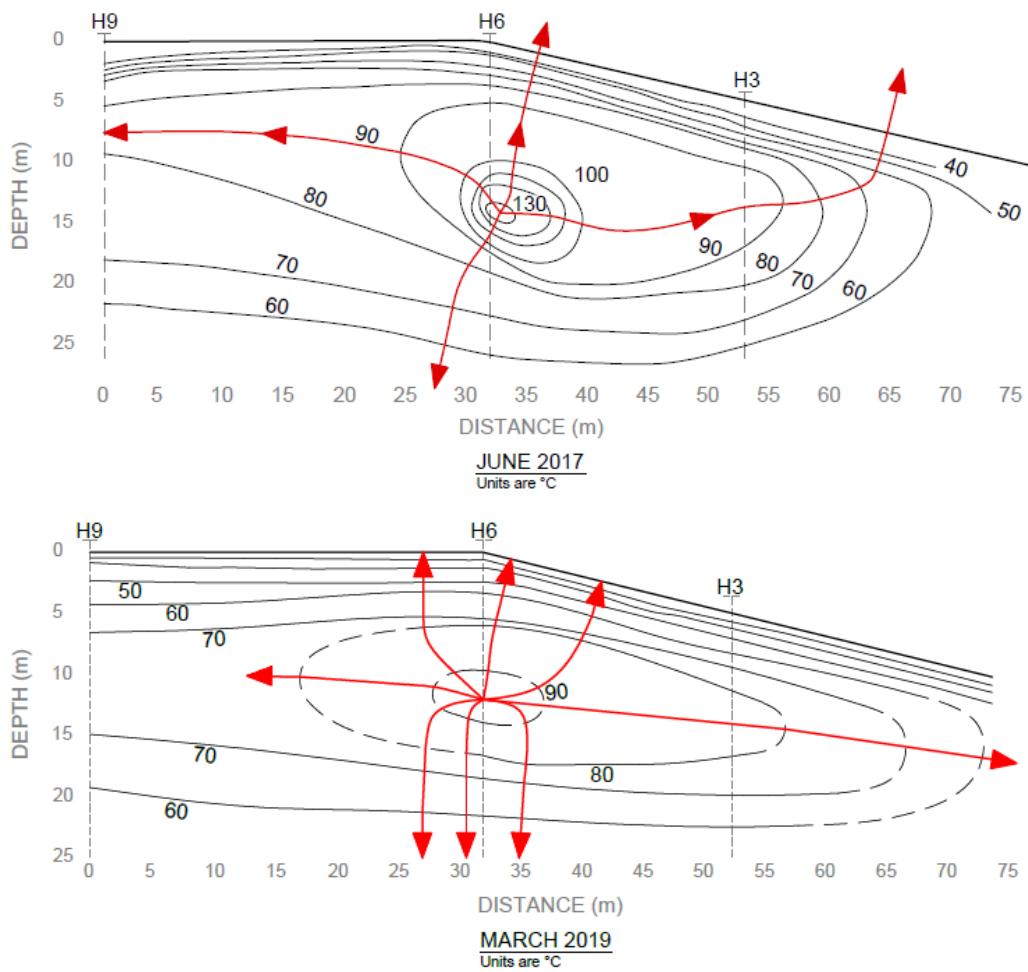 H9 H6
0
H3
5
40
90
10
100
50
80
130
15
90
80
70
20
70
60
60
25
DEPTH (m)
0 5 10 15 20 25 30 35 40 45 50 55 60 65 70 75
DISTANCE (m)
JUNE 2017
Units are °C
H9 H6
0
H3
50
5
60
70
10
90
15
70
80
20
60
25
DEPTH (m)
0 5 10 15 20 25 30 35 40 45 50 55 60 65 70 75
DISTANCE (m)
MARCH 2019
Units are °C